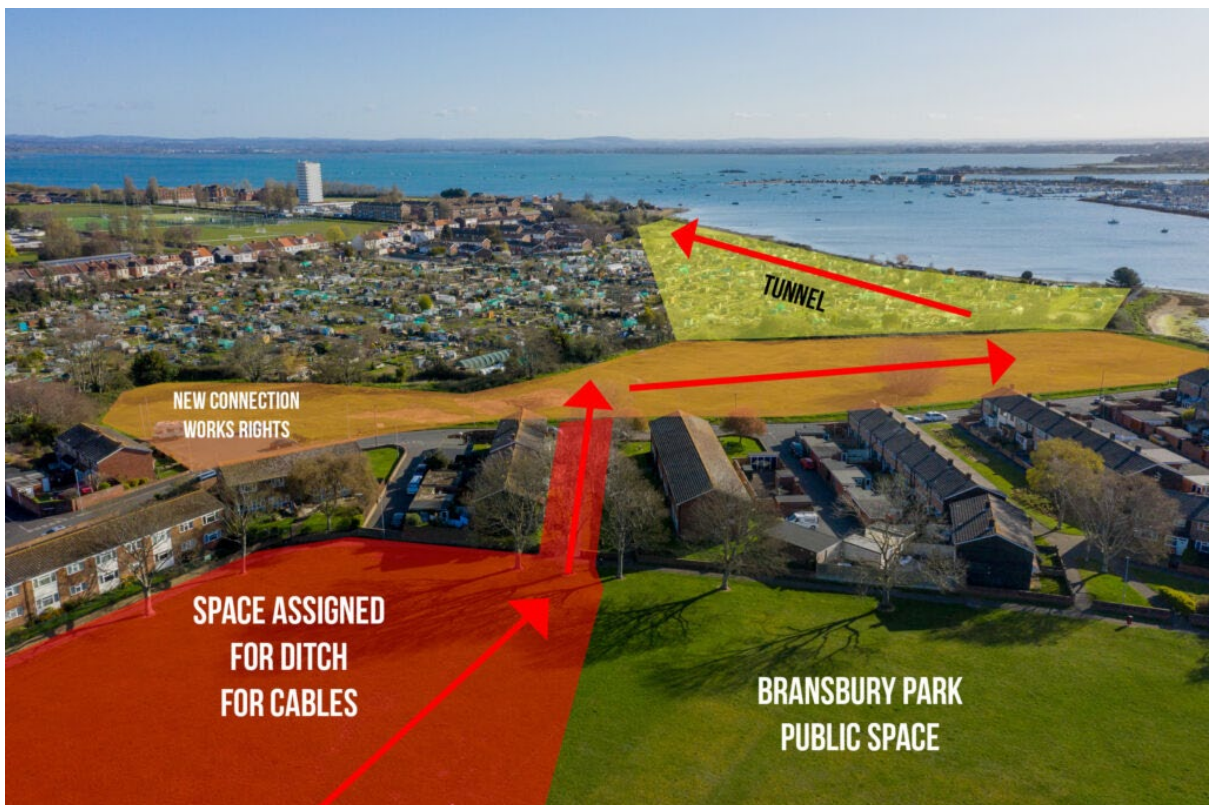 TUNNEL
NEW CONNECTION
WORKS RIGHTS
SPACE ASSIGNED
FOR DITCH
FOR CABLES
BRANSBURY PARK
PUBLIC SPACE